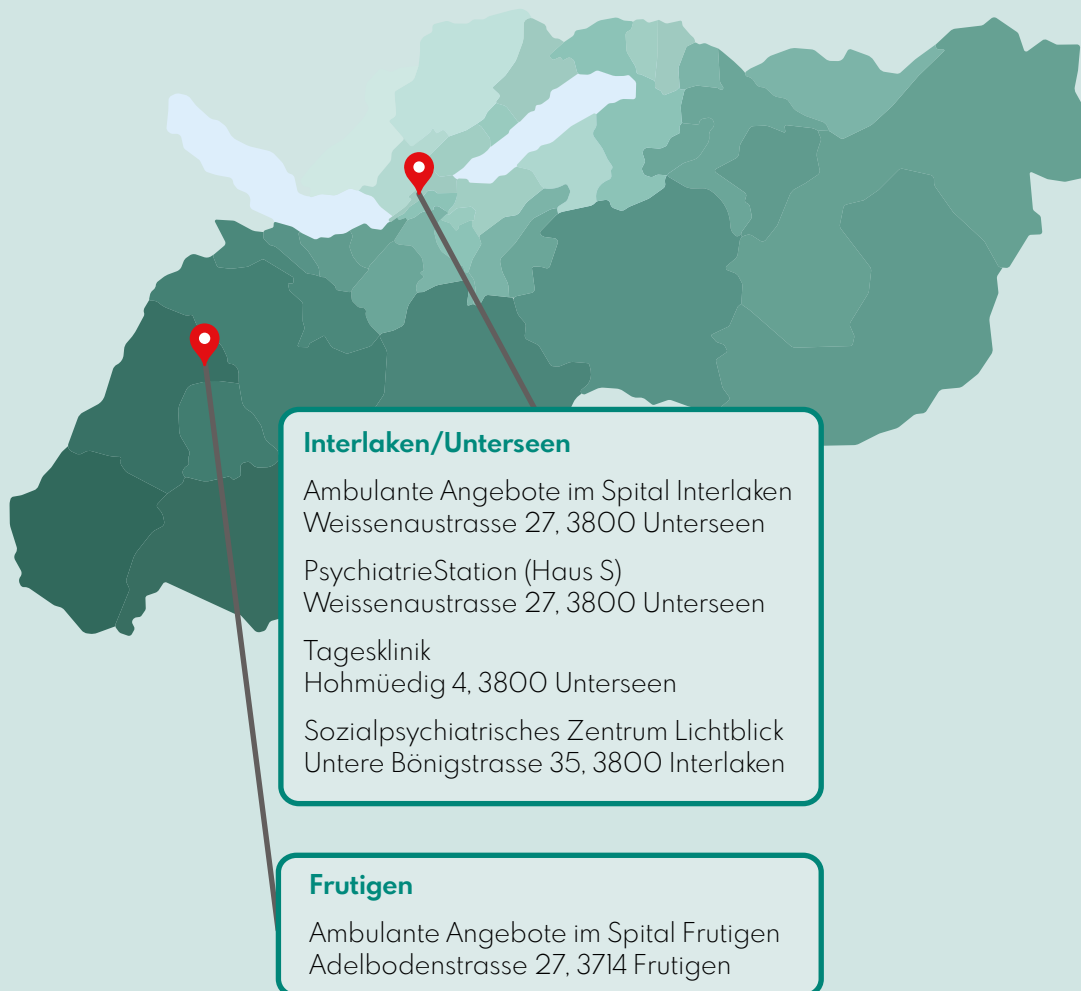 Interlaken/Unterseen
Ambulante Angebote im Spital Interlaken
Weissenaustrasse 27, 3800 Unterseen
PsychiatrieStation (Haus S)
Weissenaustrasse 27, 3800 Unterseen
Tagesklinik
Hohmüedig 4, 3800 Unterseen
Sozialpsychiatrisches Zentrum Lichtblick
Untere Bönigstrasse 35, 3800 Interlaken
Frutigen
Ambulante Angebote im Spital Frutigen
Adelbodenstrasse 27, 3714 Frutigen